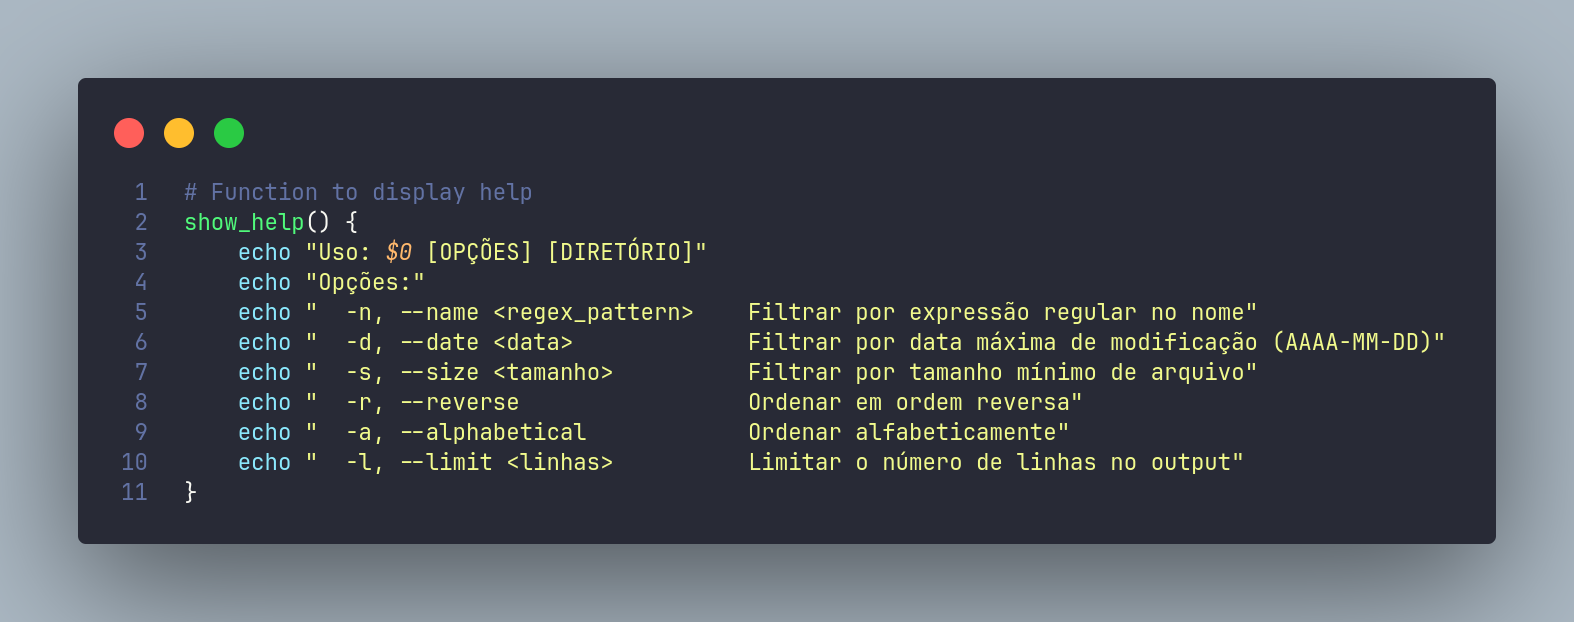 1 # Function to display help
2 show_help() {
3     echo "Uso: $0 [OPÇÕES] [DIRETÓRIO]"
4     echo "Opções:"
5     echo "  -n, --name <regex_pattern>    Filtrar por expressão regular no nome"
6     echo "  -d, --date <data>             Filtrar por data máxima de modificação (AAAA-MM-DD)"
7     echo "  -s, --size <tamanho>          Filtrar por tamanho mínimo de arquivo"
8     echo "  -r, --reverse                 Ordenar em ordem reversa"
9     echo "  -a, --alphabetical            Ordenar alfabeticamente"
10     echo "  -l, --limit <linhas>          Limitar o número de linhas no output"
11 }